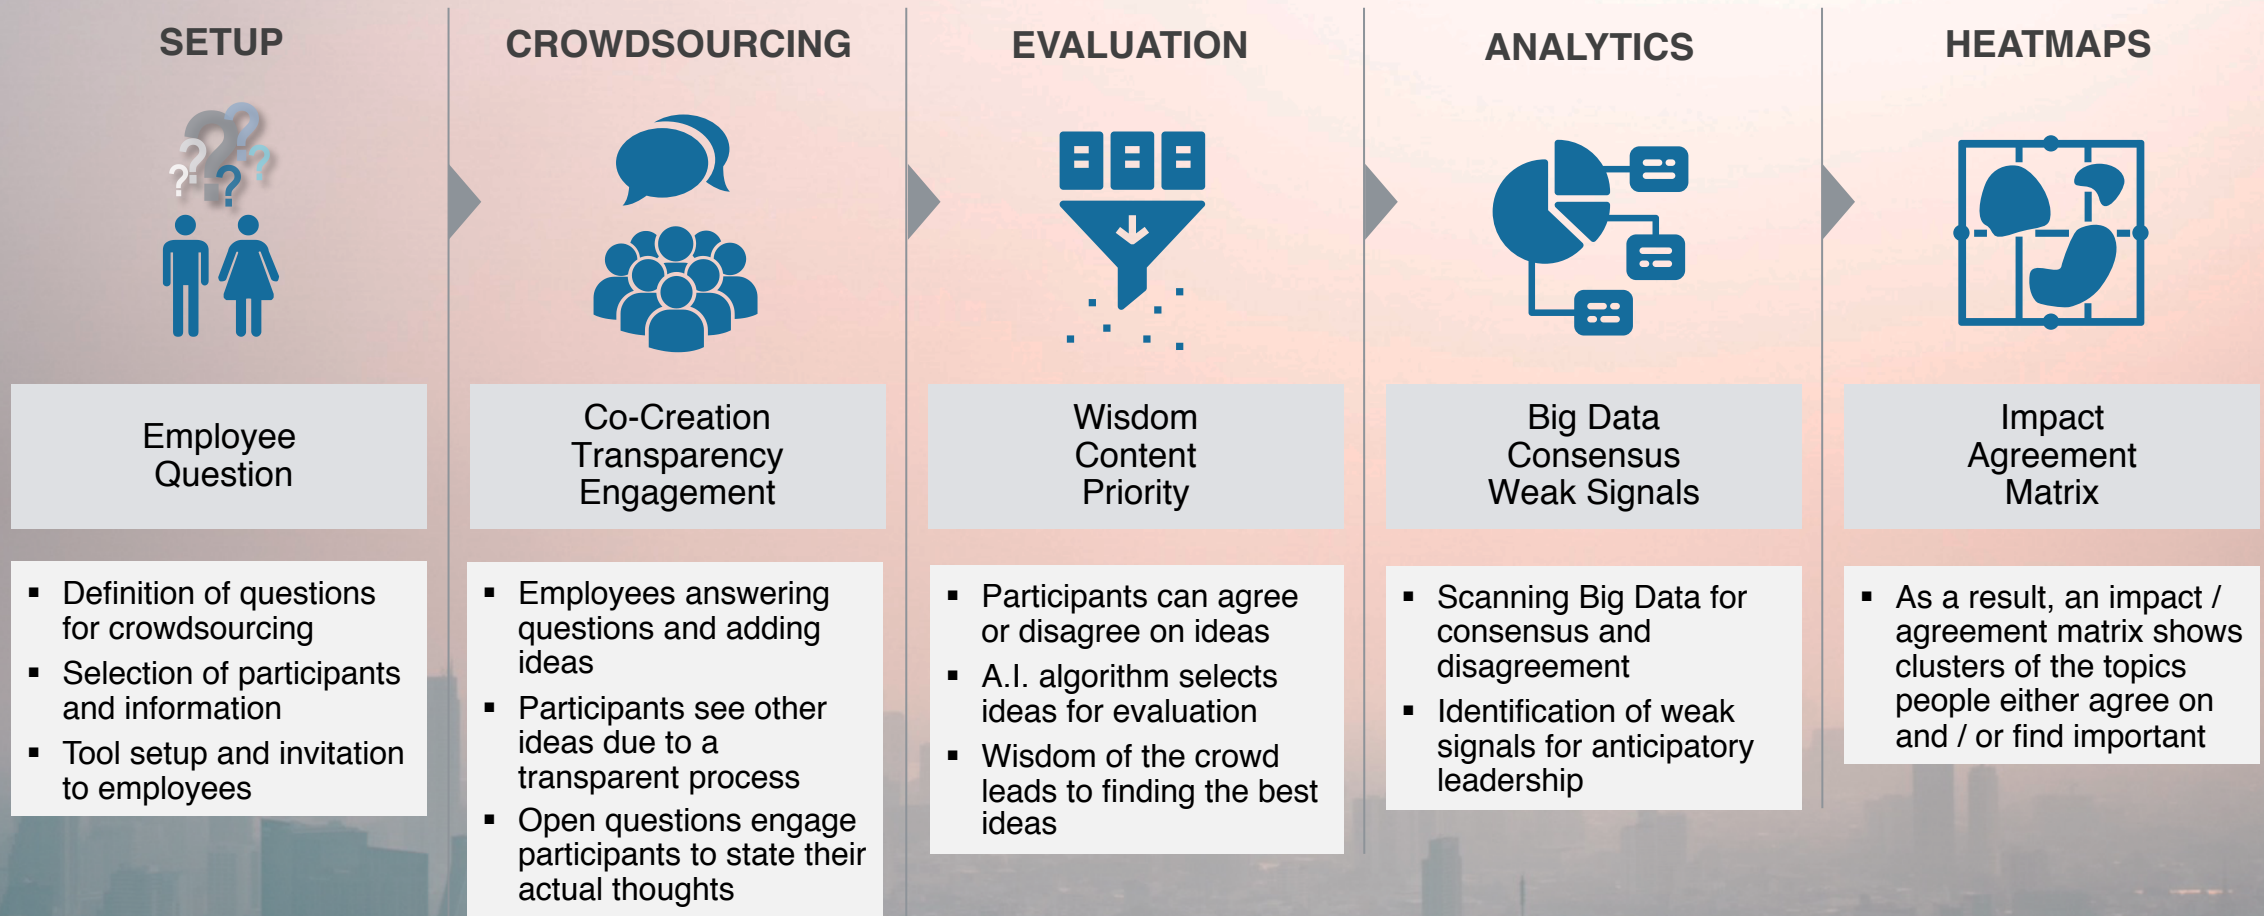 SETUP
Employee
Question
▪ Definition of questions
for crowdsourcing
▪ Selection of participants
and information
▪ Tool setup and invitation
to employees
CROWDSOURCING
Co-Creation
Transparency
Engagement
▪ Employees answering
questions and adding
ideas
▪ Participants see other
ideas due to a
transparent process
▪ Open questions engage
participants to state their
actual thoughts
EVALUATION
Wisdom
Content
Priority
▪ Participants can agree
or disagree on ideas
▪ A.I. algorithm selects
ideas for evaluation
▪ Wisdom of the crowd
leads to finding the best
ideas
ANALYTICS
Big Data
Consensus
Weak Signals
▪ Scanning Big Data for
consensus and
disagreement
▪ Identification of weak
signals for anticipatory
leadership
HEATMAPS
Impact
Agreement
Matrix
▪ As a result, an impact /
agreement matrix shows
clusters of the topics
people either agree on
and / or find important
? ? ? ? ? ?